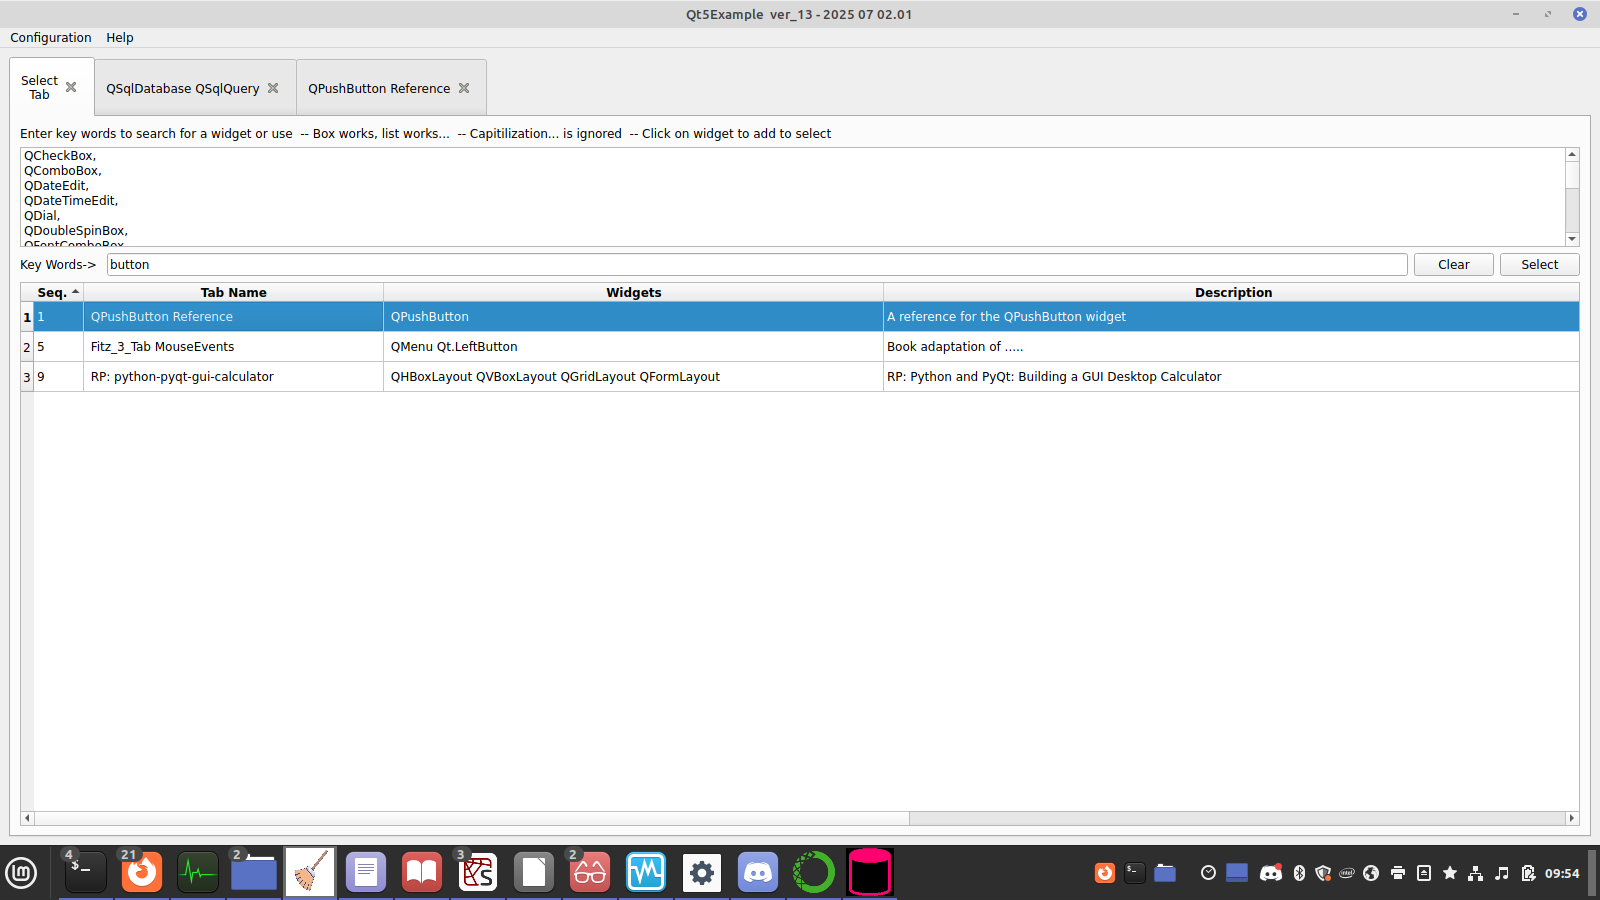 Qt5Example ver_13 - 2025 07 02.01
Configuration Help
Select Tab
QSqlDatabase QSqlQuery
QPushButton Reference
Enter key words to search for a widget or use -- Box works, list works... -- Capitilization... is ignored -- Click on widget to add to select
QCheckBox,
QComboBox,
QDateEdit,
QDateTimeEdit,
QDial,
QDoubleSpinBox,
QFontComboBox
Key Words-> button Clear Select
Seq. Tab Name Widgets Description
1 1 QPushButton Reference QPushButton A reference for the QPushButton widget
2 5 Fitz_3_Tab MouseEvents QMenu Qt.LeftButton Book adaptation of .....
3 9 RP: python-pyqt-gui-calculator QHBoxLayout QVBoxLayout QGridLayout QFormLayout RP: Python and PyQt: Building a GUI Desktop Calculator
4 21 2 3 2
$_ 09:54